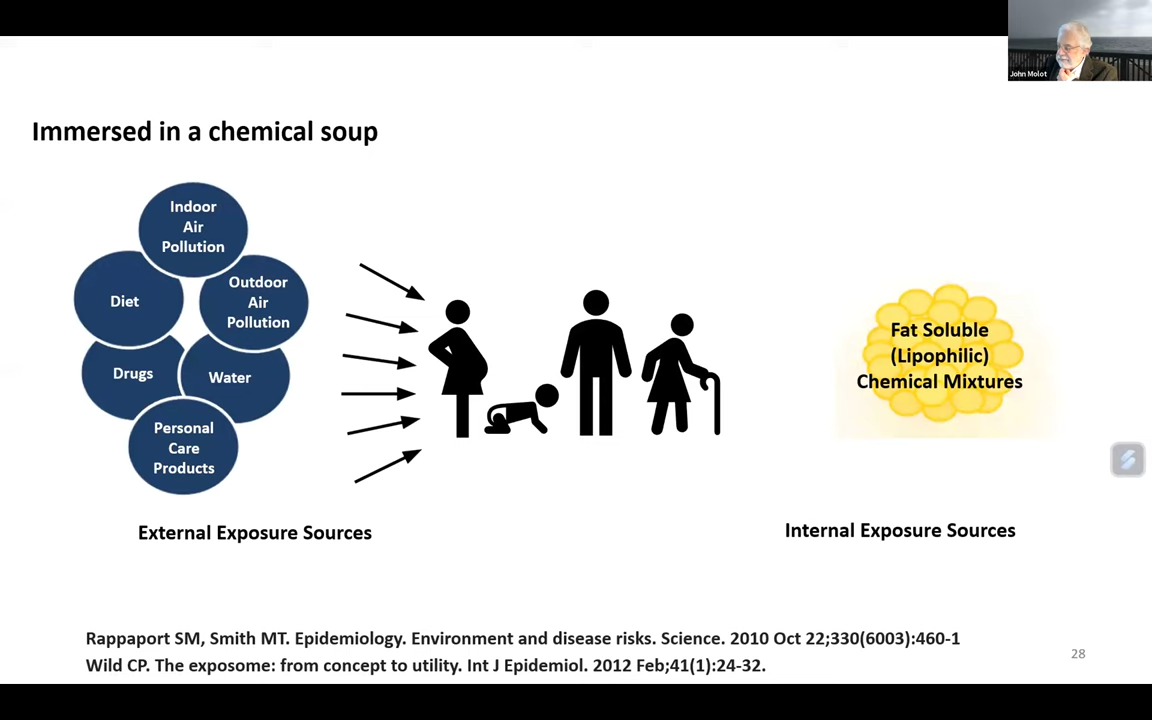 John Molot
Immersed in a chemical soup
Indoor
Air
Pollution
Outdoor
Air
Pollution
Diet
Drugs
Water
Personal
Care
Products
External Exposure Sources
Fat Soluble
(Lipophilic)
Chemical Mixtures
Internal Exposure Sources
Rappaport SM, Smith MT. Epidemiology. Environment and disease risks. Science. 2010 Oct 22;330(6003):460-1
Wild CP. The exposome: from concept to utility. Int J Epidemiol. 2012 Feb;41(1):24-32.
28